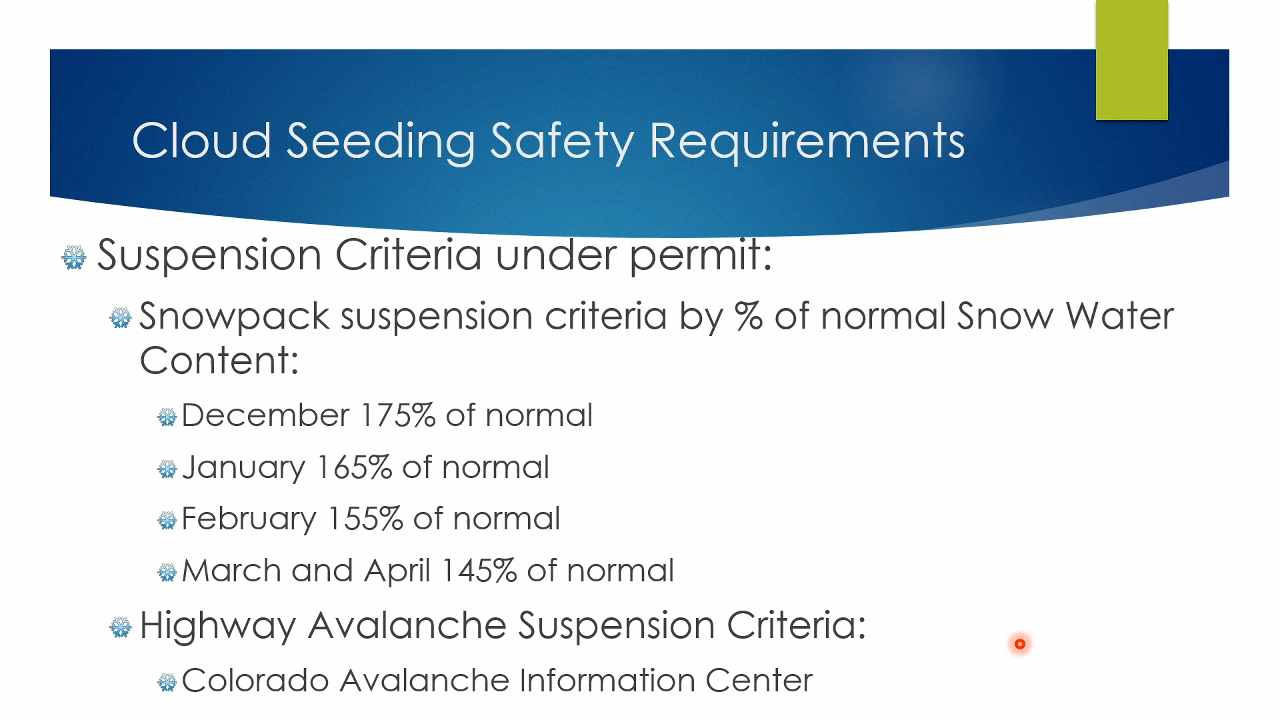 Cloud Seeding Safety Requirements
Suspension Criteria under permit:
Snowpack suspension criteria by % of normal Snow Water
Content:
December 175% of normal
January 165% of normal
February 155% of normal
March and April 145% of normal
Highway Avalanche Suspension Criteria:
Colorado Avalanche Information Center